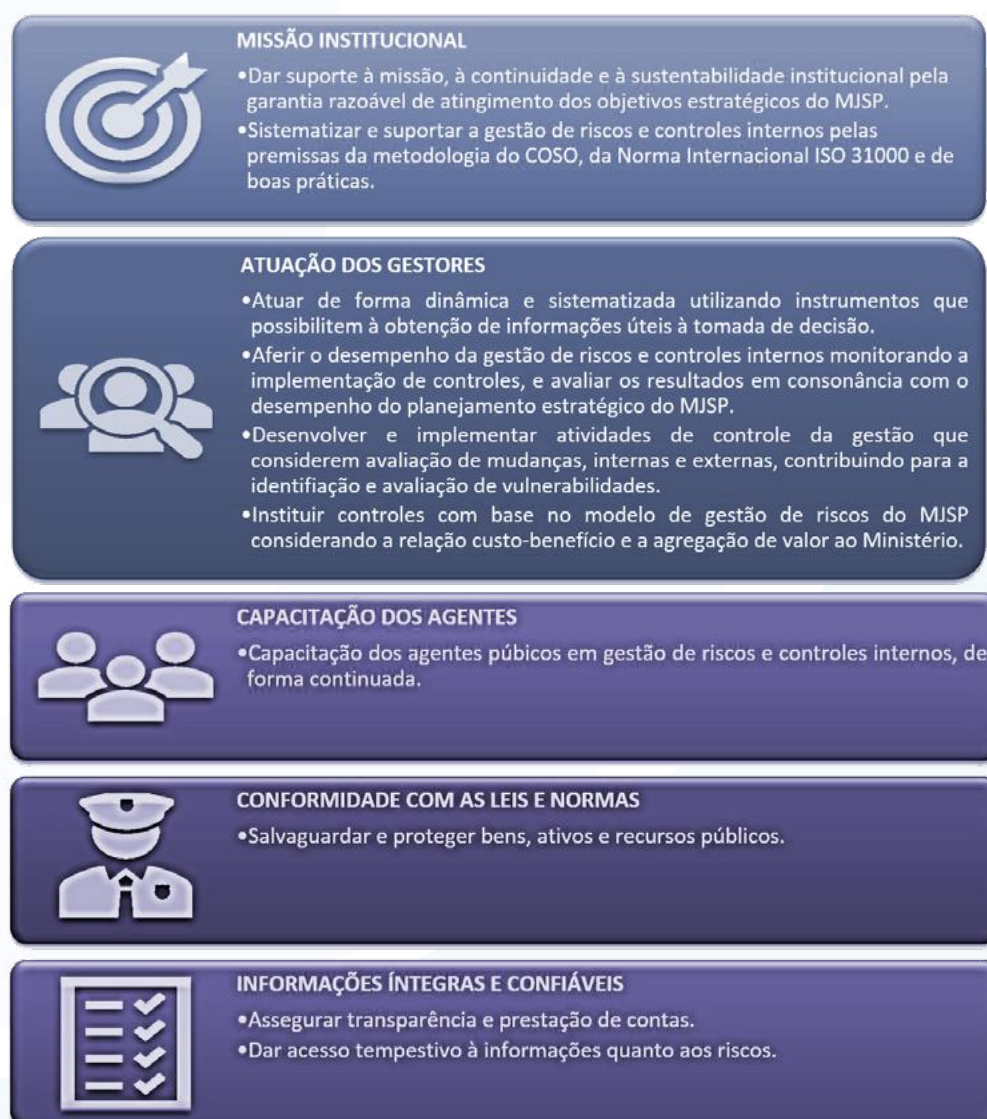 MISSÃO INSTITUCIONAL
•Dar suporte à missão, à continuidade e à sustentabilidade institucional pela
garantia razoável de atingimento dos objetivos estratégicos do MJSP.
•Sistematizar e suportar a gestão de riscos e controles internos pelas
premissas da metodologia do COSO, da Norma Internacional ISO 31000 e de
boas práticas.
ATUAÇÃO DOS GESTORES
•Atuar de forma dinâmica e sistematizada utilizando instrumentos que
possibilitem à obtenção de informações úteis à tomada de decisão.
•Aferir o desempenho da gestão de riscos e controles internos monitorando a
implementação de controles, e avaliar os resultados em consonância com o
desempenho do planejamento estratégico do MJSP.
•Desenvolver e implementar atividades de controle da gestão que
considerem avaliação de mudanças, internas e externas, contribuindo para a
identifiação e avaliação de vulnerabilidades.
•Instituir controles com base no modelo de gestão de riscos do MJSP
considerando a relação custo-benefício e a agregação de valor ao Ministério.
CAPACITAÇÃO DOS AGENTES
•Capacitação dos agentes púbicos em gestão de riscos e controles internos, de
forma continuada.
CONFORMIDADE COM AS LEIS E NORMAS
•Salvaguardar e proteger bens, ativos e recursos públicos.
INFORMAÇÕES ÍNTEGRAS E CONFIÁVEIS
•Assegurar transparência e prestação de contas.
•Dar acesso tempestivo à informações quanto aos riscos.